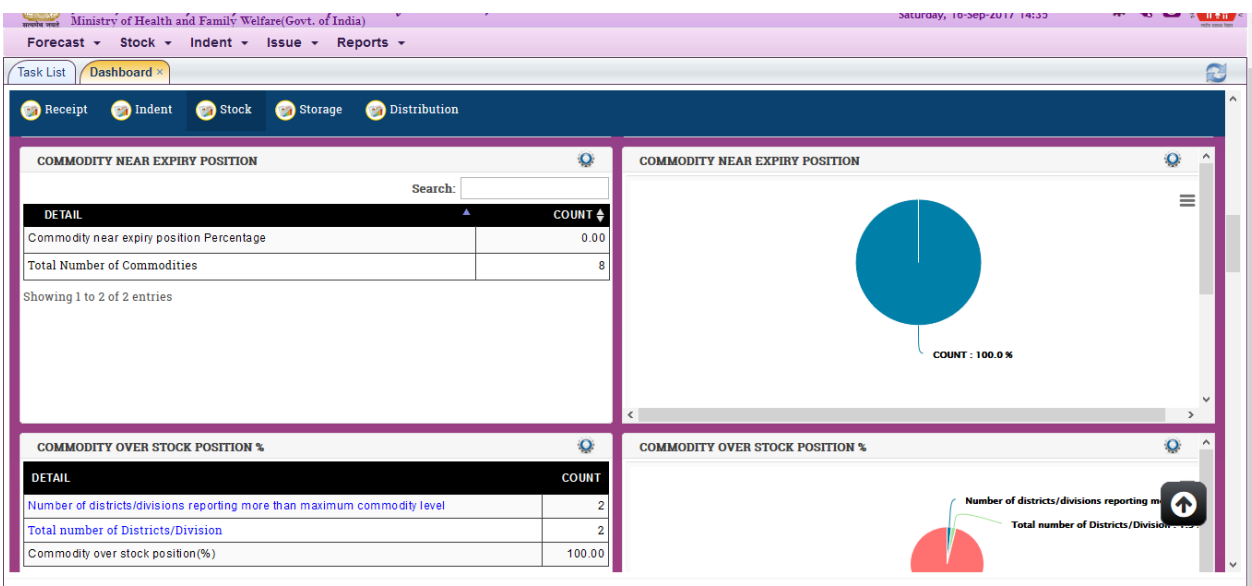 Ministry of Health and Family Welfare(Govt. of India)
Saturday, 16-Sep-2017 14:35
Forecast Stock Indent Issue Reports
Task List Dashboard ×
Receipt Indent Stock Storage Distribution
COMMODITY NEAR EXPIRY POSITION
Search:
DETAIL COUNT
Commodity near expiry position Percentage 0.00
Total Number of Commodities 8
Showing 1 to 2 of 2 entries
COMMODITY NEAR EXPIRY POSITION
COUNT : 100.0 %
COMMODITY OVER STOCK POSITION %
DETAIL COUNT
Number of districts/divisions reporting more than maximum commodity level 2
Total number of Districts/Division 2
Commodity over stock position(%) 100.00
COMMODITY OVER STOCK POSITION %
Number of districts/divisions reporting
Total number of Districts/Division